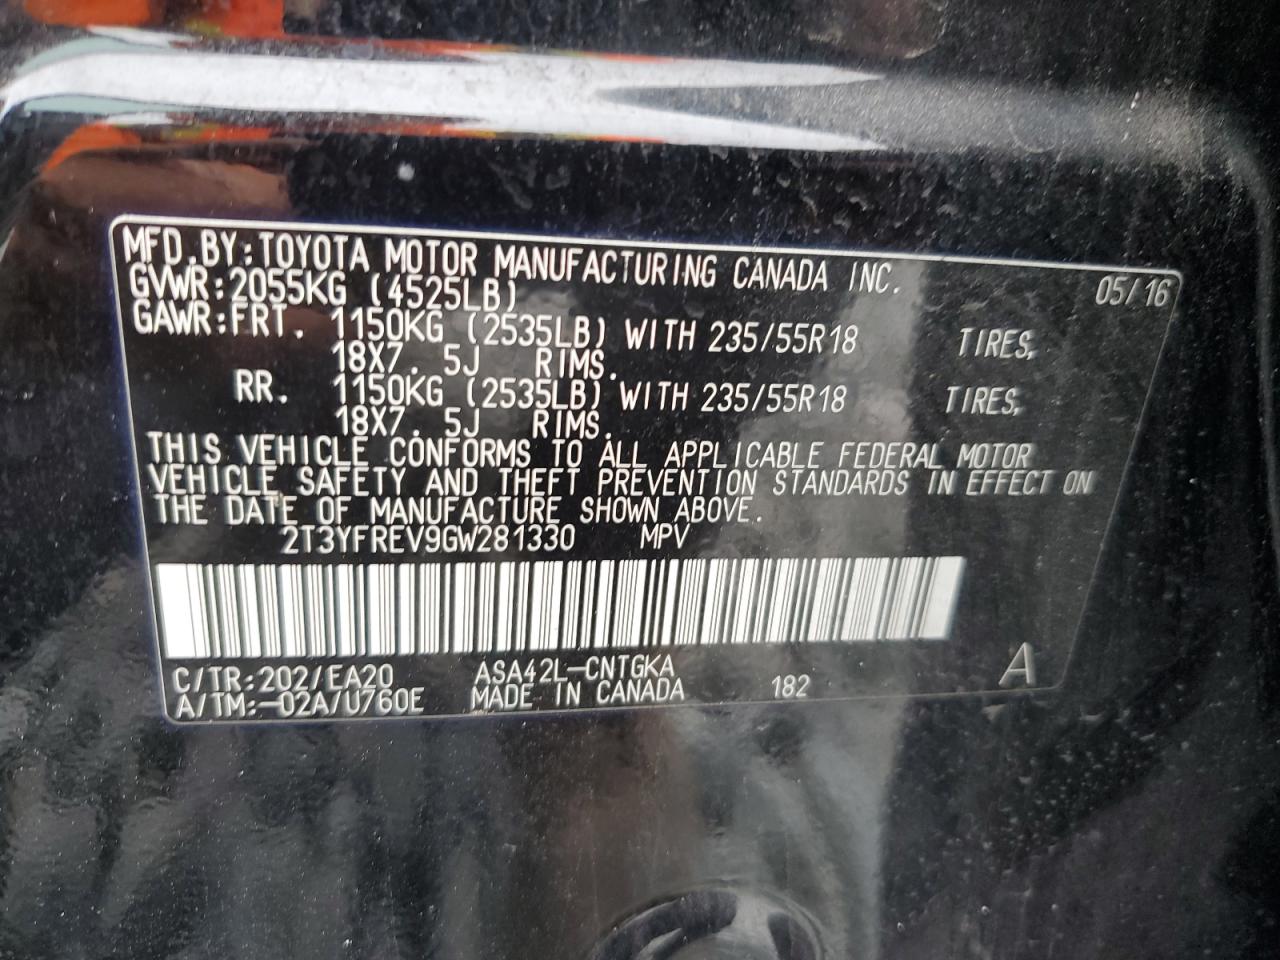 MFD.BY:TOYOTA MOTOR MANUFACTURING CANADA INC. 05/16
GVWR:2055KG (4525LB)
GAWR:FRT. 1150KG (2535LB) WITH 235/55R18 TIRES,
18X7.5J RIMS.
RR. 1150KG (2535LB) WITH 235/55R18 TIRES,
18X7.5J RIMS.
THIS VEHICLE CONFORMS TO ALL APPLICABLE FEDERAL MOTOR
VEHICLE SAFETY AND THEFT PREVENTION STANDARDS IN EFFECT ON
THE DATE OF MANUFACTURE SHOWN ABOVE.
2T3YFREV9GW281330 MPV
C/TR:202/EA20 ASA42L-CNTGKA A
A/TM:-02A/U760E MADE IN CANADA 182